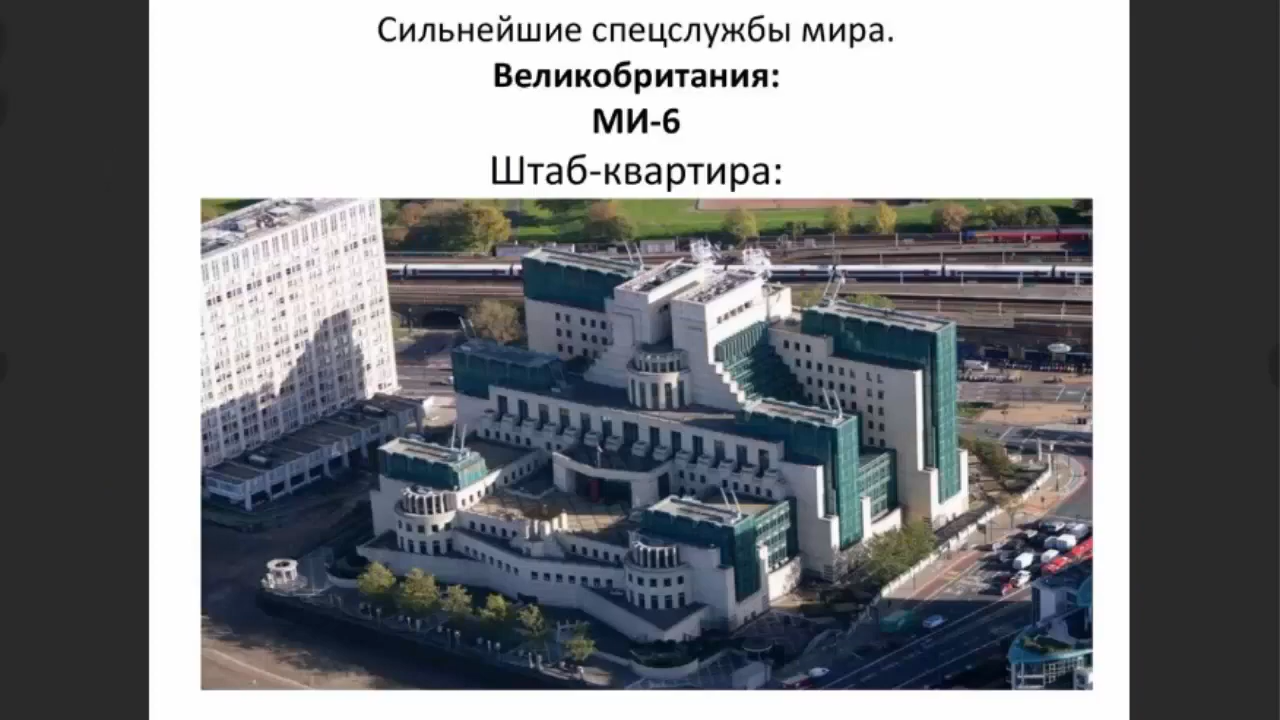 Сильнейшие спецслужбы мира.
Великобритания:
МИ-6
Штаб-квартира: